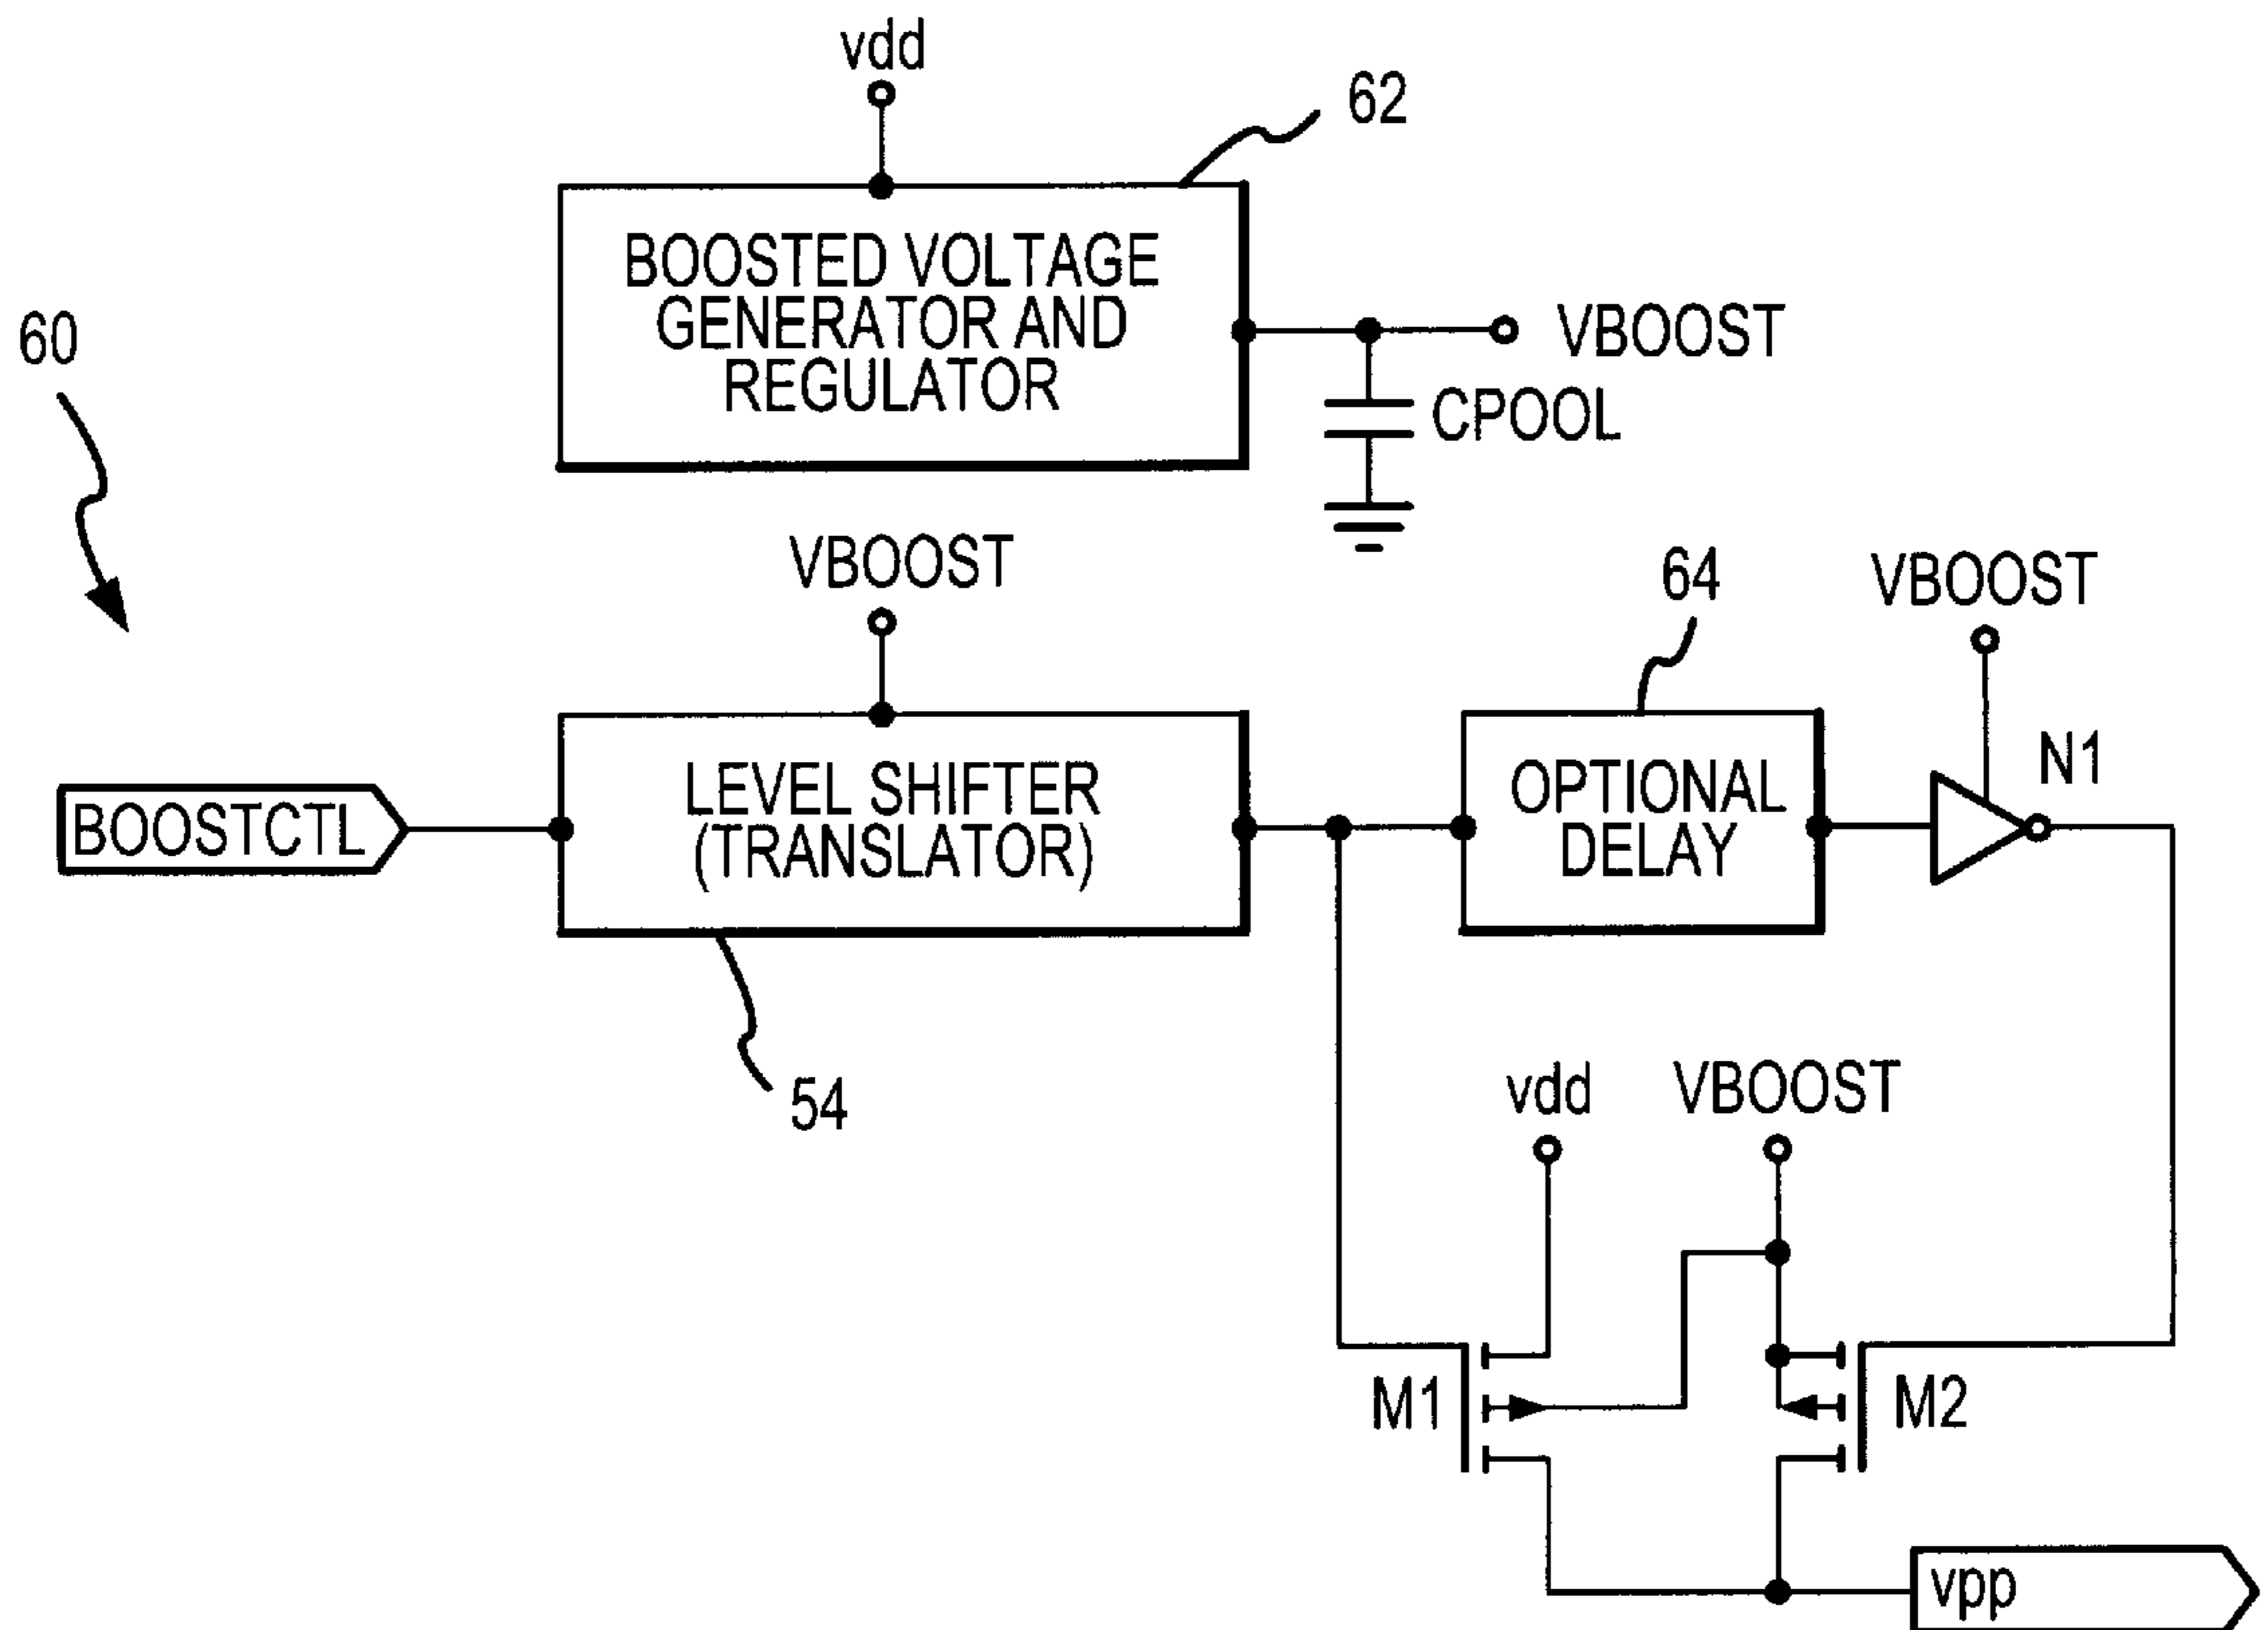 vdd
62
BOOSTED VOLTAGE
GENERATOR AND
REGULATOR
60
VBOOST
CPOOL
VBOOST
64
VBOOST
N1
BOOSTCTL
LEVEL SHIFTER
(TRANSLATOR)
OPTIONAL
DELAY
54
vdd
VBOOST
M1
M2
vpp